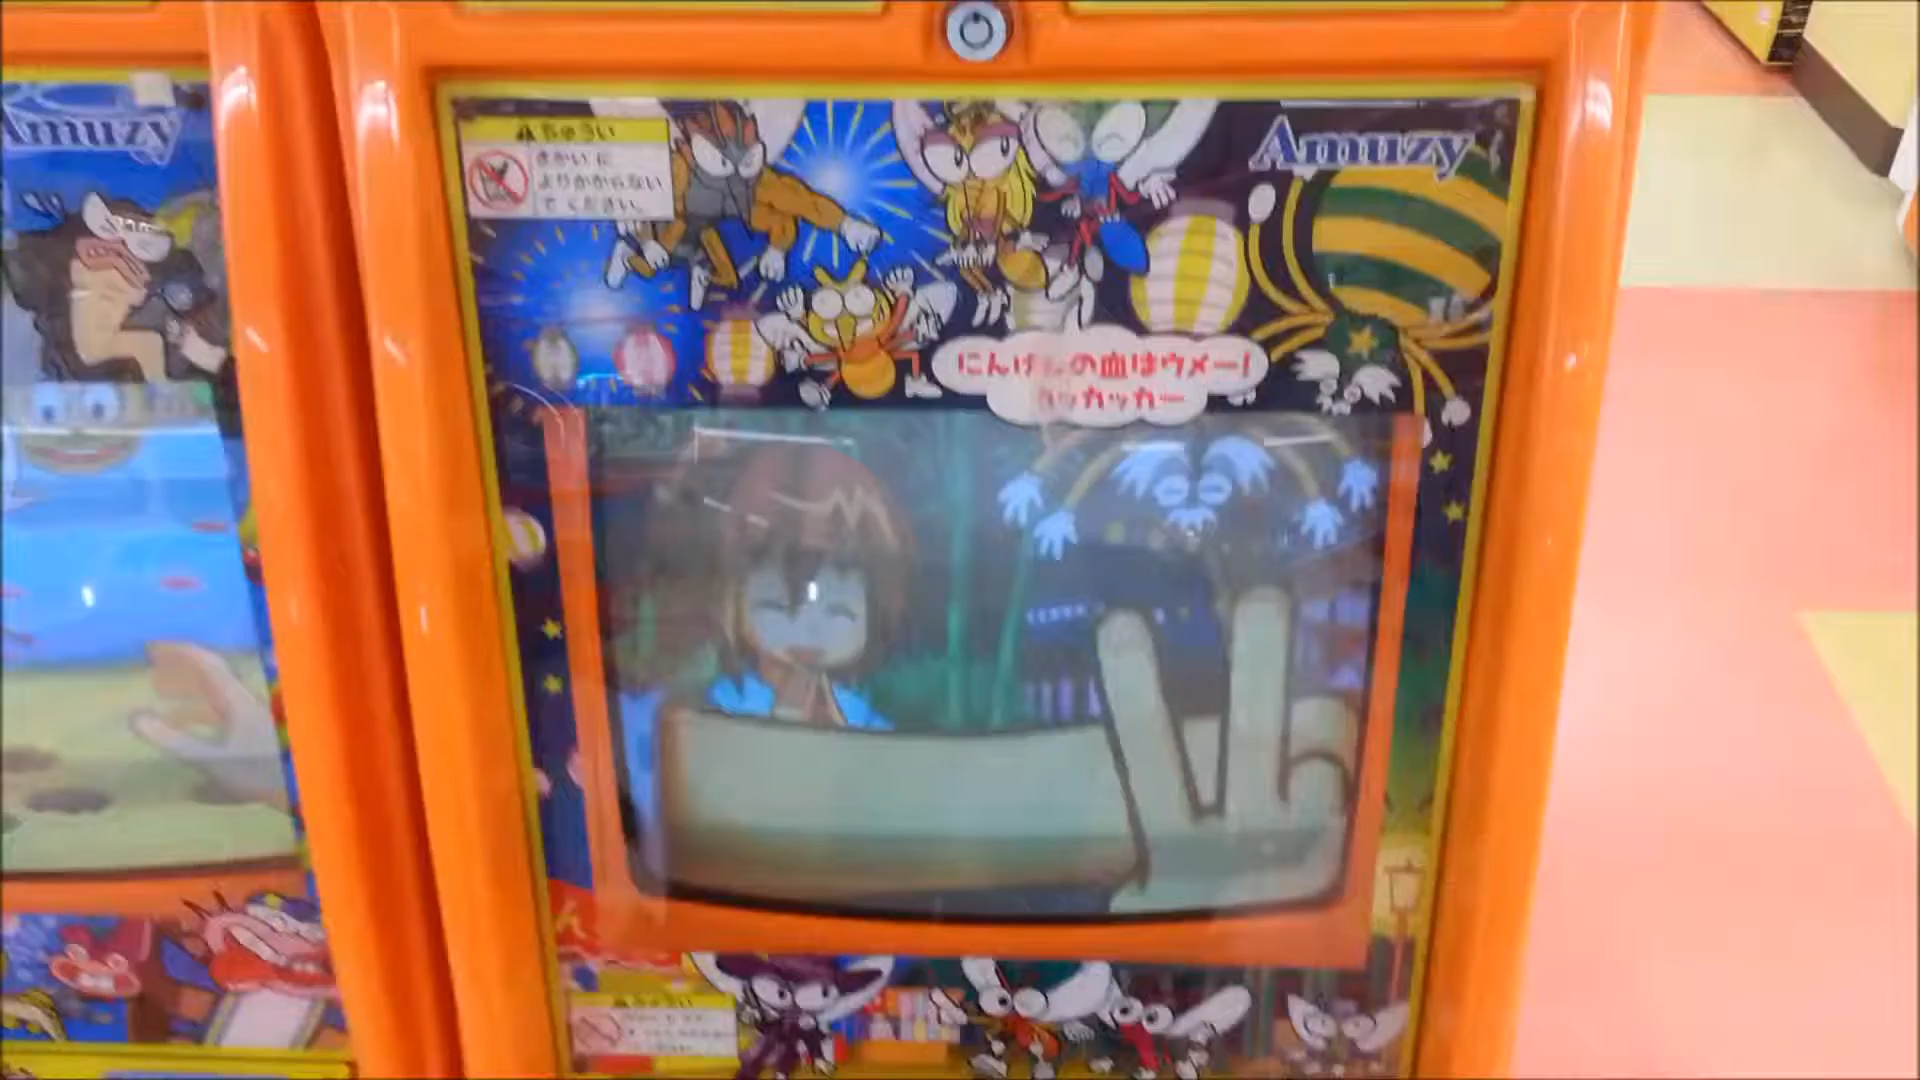 Amuzy
ちゅうい
きかいに
よりかからない
でください。
Amuzy
にんげんの血はウメー!
カッカッカー
ちゅうい